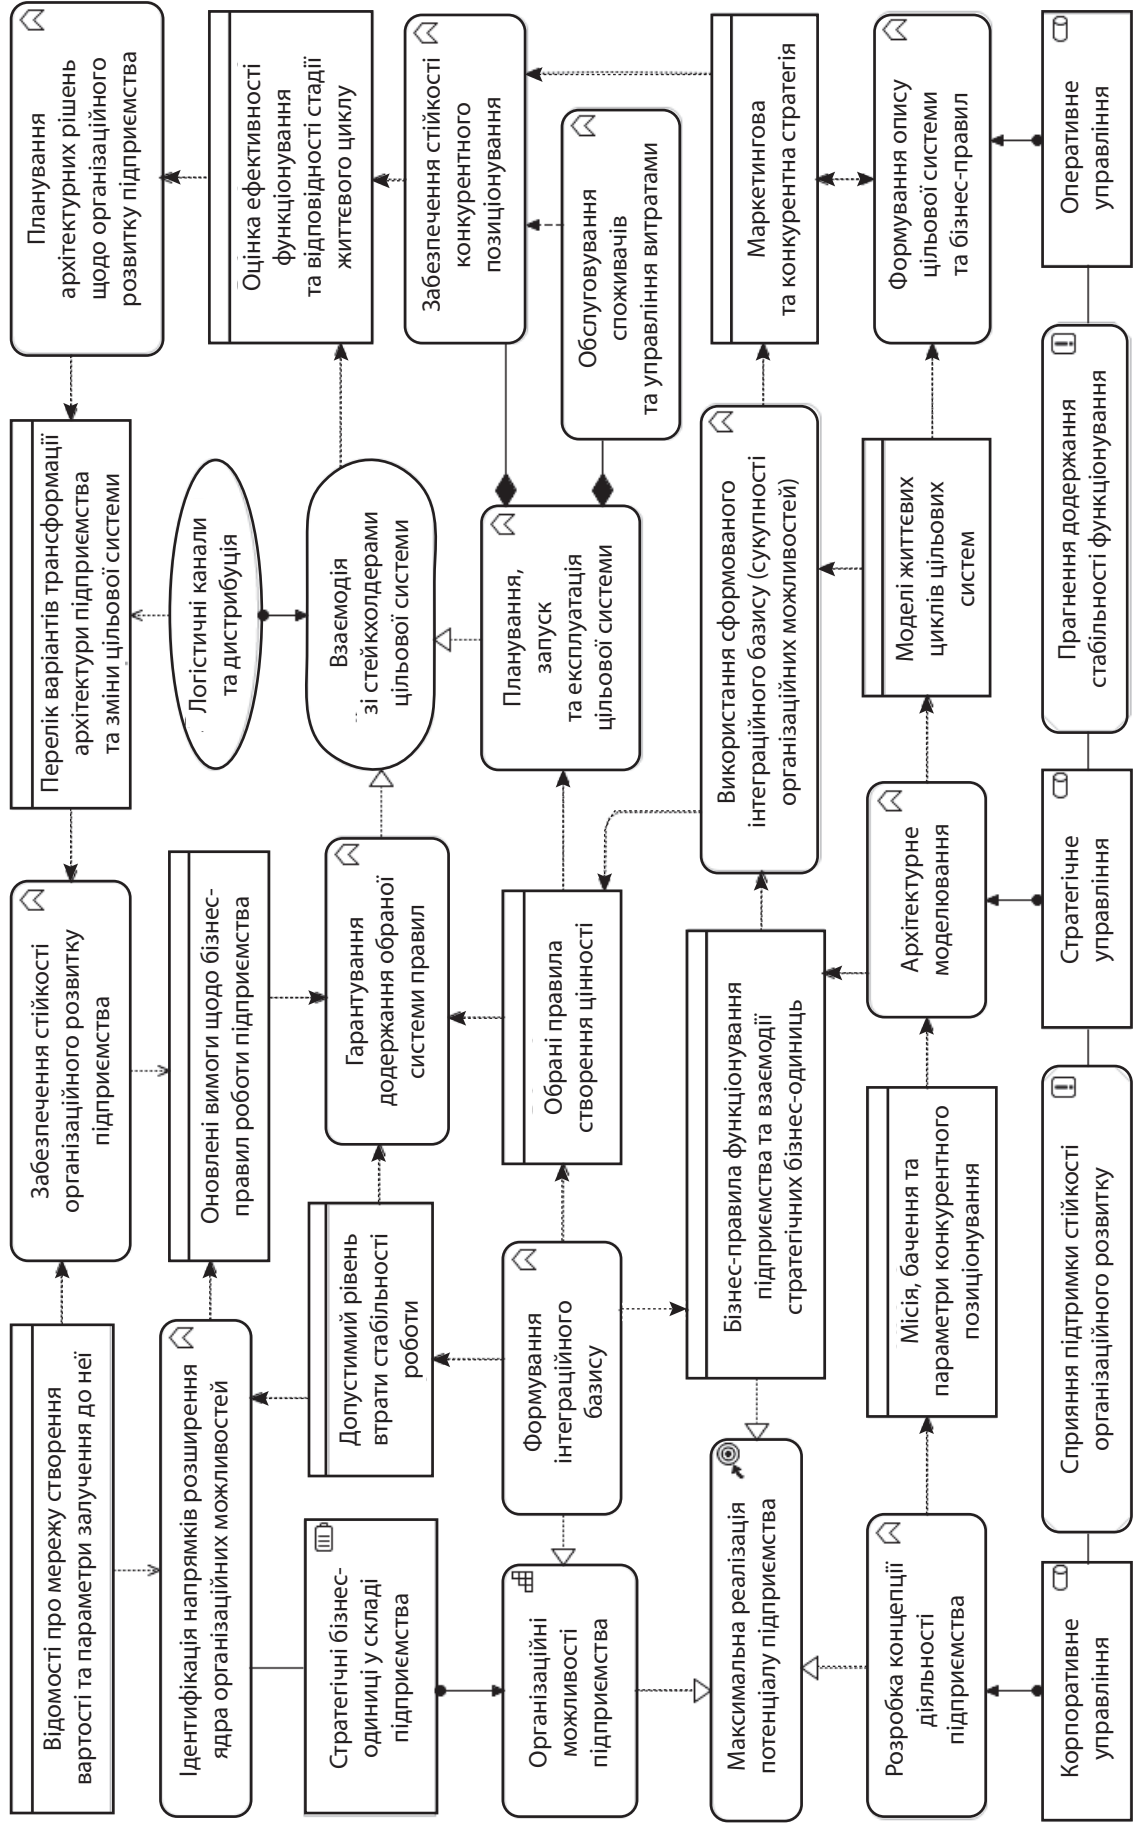 Відомості про мережу створення
вартості та параметри залучення до неї
Забезпечення стійкості
організаційного розвитку
підприємства
Перелік варіантів трансформації
архітектури підприємства
та зміни цільової системи
Планування
архітектурних рішень
щодо організаційного
розвитку підприємства
Ідентифікація напрямків розширення
ядра організаційних можливостей
Оновлені вимоги щодо бізнес-
правил роботи підприємства
Логістичні канали
та дистрибуція
Оцінка ефективності
функціонування
та відповідності стадії
життєвого циклу
Стратегічні бізнес-
одиниці у складі
підприємства
Допустимий рівень
втрати стабільності
роботи
Гарантування
додержання обраної
системи правил
Взаємодія
зі стейкхолдерами
цільової системи
Забезпечення стійкості
конкурентного
позиціонування
Організаційні
можливості
підприємства
Формування
інтеграційного
базису
Обрані правила
створення цінності
Планування,
запуск
та експлуатація
цільової системи
Обслуговування
споживачів
та управління витратами
Максимальна реалізація
потенціалу підприємства
Бізнес-правила функціонування
підприємства та взаємодії
стратегічних бізнес-одиниць
Використання сформованого
інтеграційного базису (сукупності
організаційних можливостей)
Маркетингова
та конкурентна стратегія
Розробка концепції
діяльності
підприємства
Місія, бачення та
параметри конкурентного
позиціонування
Архітектурне
моделювання
Моделі життєвих
циклів цільових
систем
Формування опису
цільової системи
та бізнес-правил
Корпоративне
управління
Сприяння підтримки стійкості
організаційного розвитку
Стратегічне
управління
Прагнення додержання
стабільності функціонування
Оперативне
управління